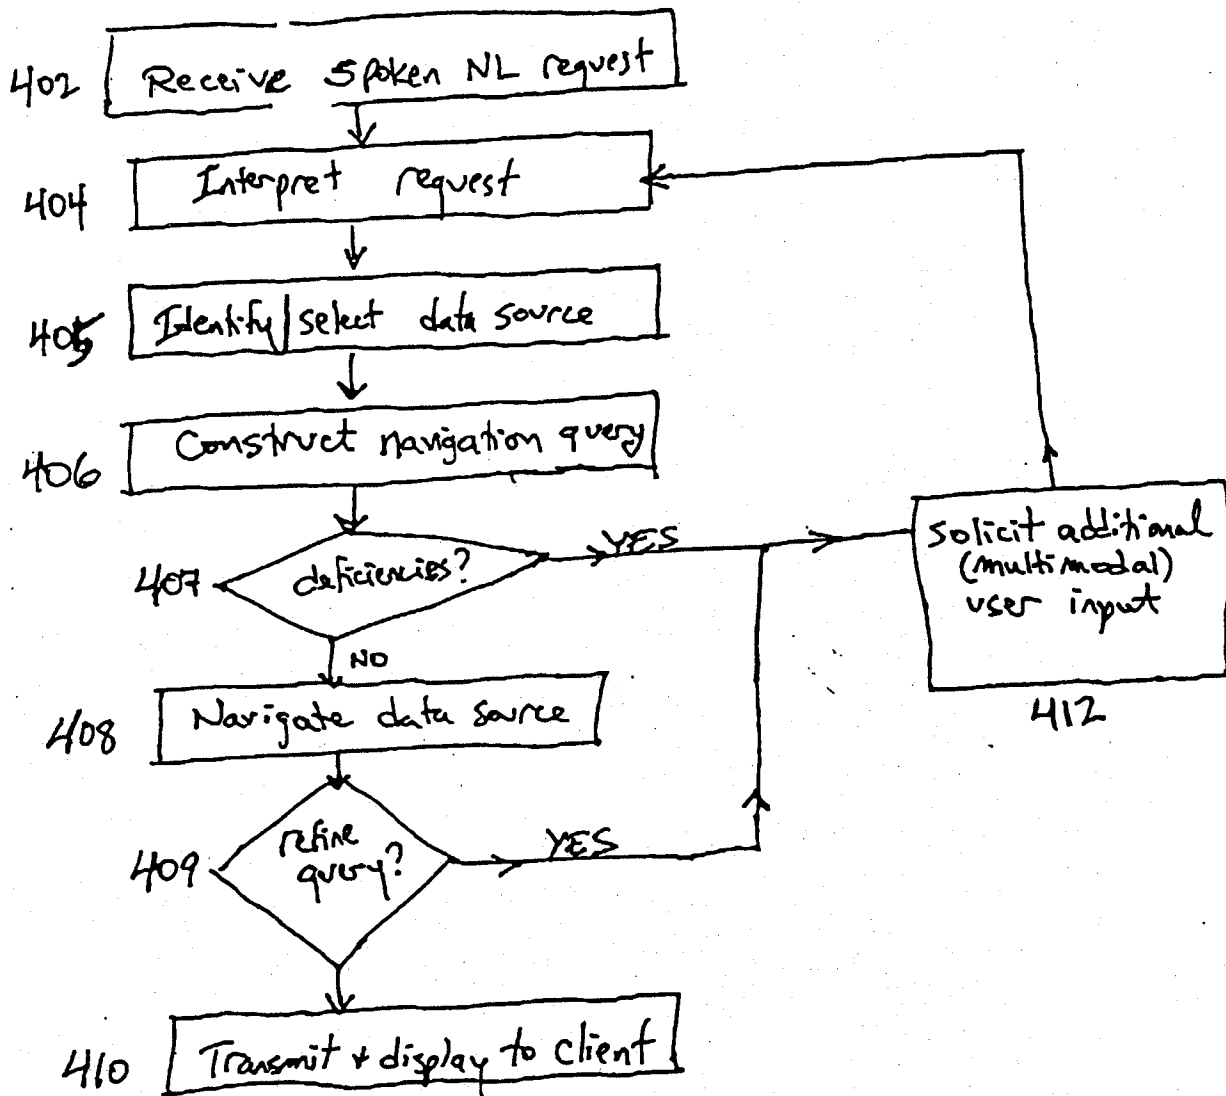 402 Receive spoken NL request
404 Interpret request
405 Identify/select data source
406 Construct navigation query
407 deficiencies? YES
solicit additional
(multimodal)
user input
412
NO
408 Navigate data source
409 refine
query? YES
410 Transmit + display to client